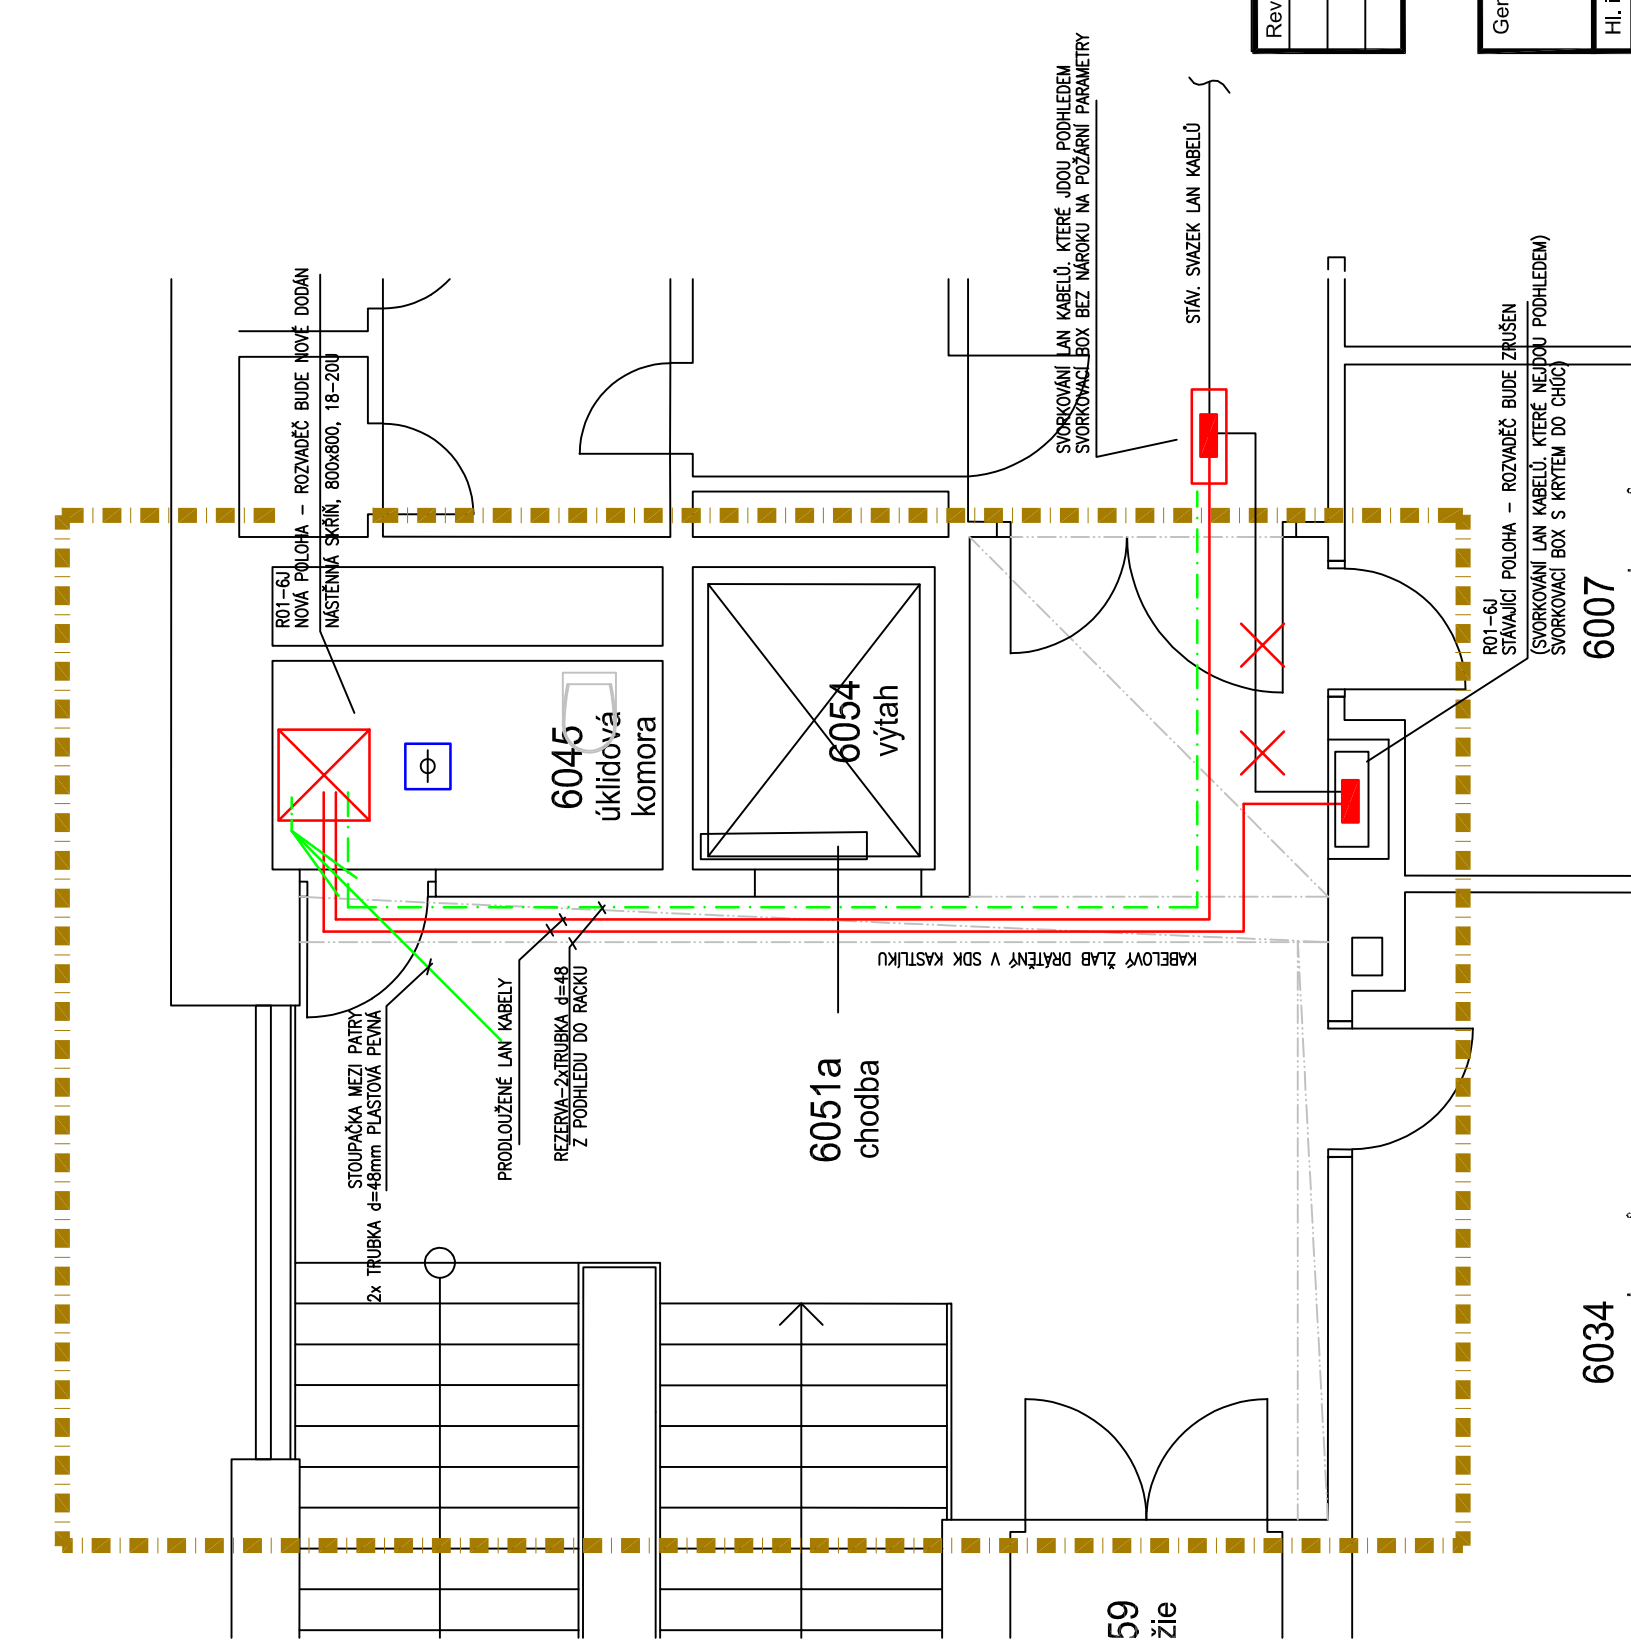 Rev
Ger
Hl. i
SVORKOVÁNÍ LAN KABELŮ. KTERÉ JDOU PODHLEDEM
SVORKOVACÍ BOX BEZ NÁROKU NA POŽÁRNÍ PARAMETRY
STÁV. SVAZEK LAN KABELŮ
R01-6J
NOVÁ POLOHA - ROZVADĚČ BUDE NOVĚ DODÁN
NÁSTĚNNÁ SKŘÍŇ, 800x800, 18-20U
R01-6J
STÁVAJÍCÍ POLOHA - ROZVADĚČ BUDE ZRUŠEN
(SVORKOVÁNÍ LAN KABELŮ. KTERÉ NEJDOU PODHLEDEM)
SVORKOVACÍ BOX S KRYTEM DO CHÚC)
6007
6045
úklidová
komora
6054
výtah
KABELOVÝ ŽLAB DRÁTĚNÝ V SDK KASTLÍKU
STOUPAČKA MEZI PATRY
2x TRUBKA d=48mm PLASTOVÁ PEVNÁ
PRODLOUŽENÉ LAN KABELY
REZERVA-2xTRUBKA d=48
Z PODHLEDU DO RACKU
6051a
chodba
6034
59
žie